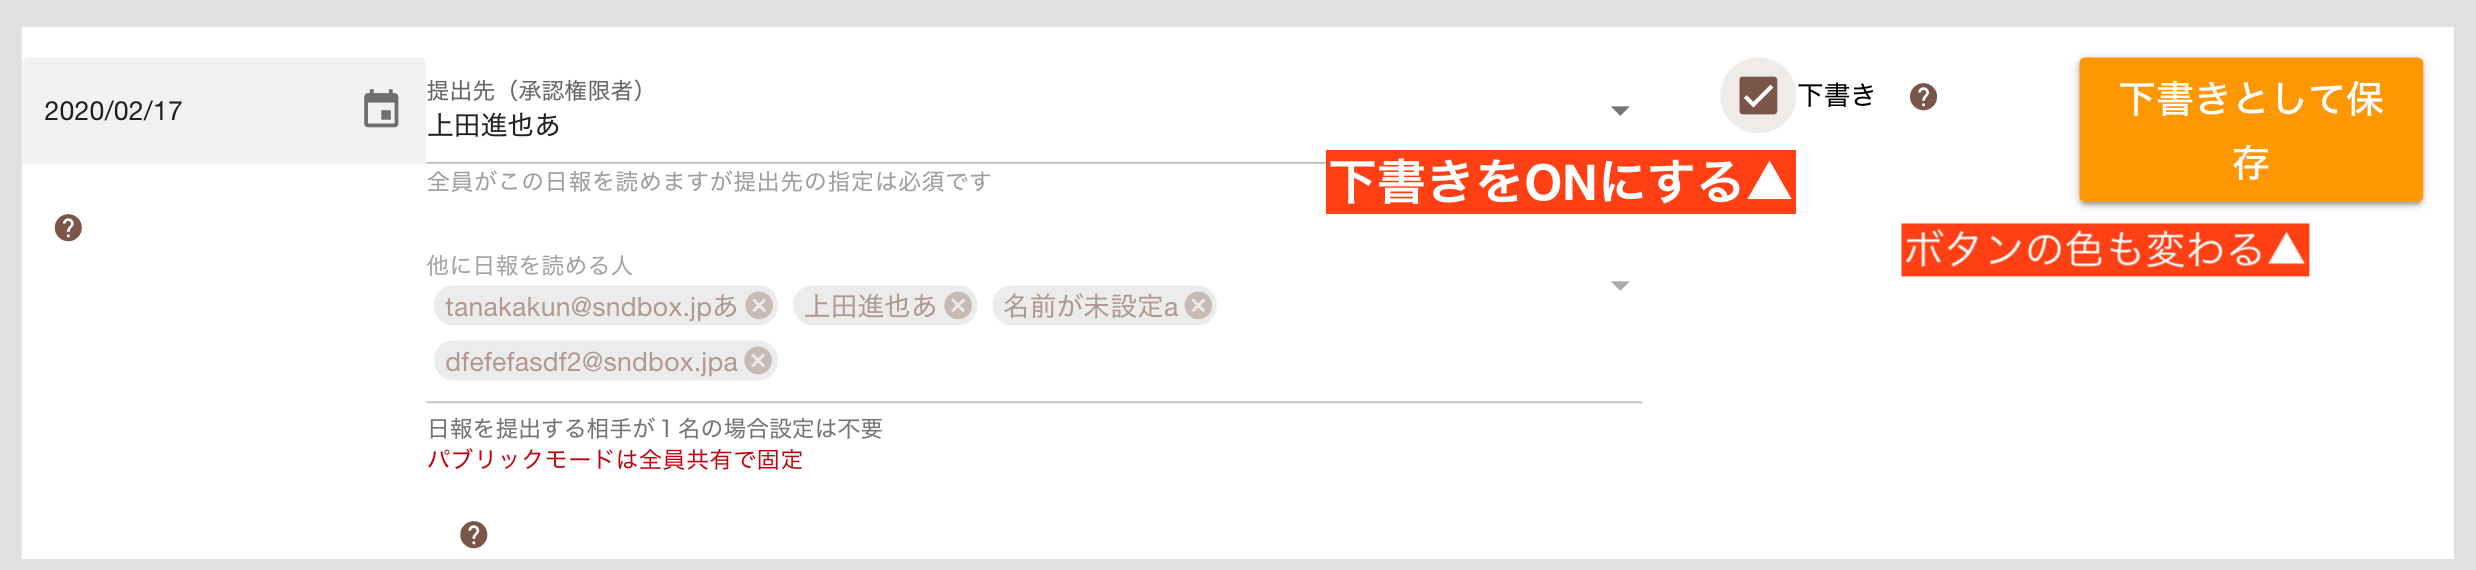 2020/02/17
提出先（承認権限者）
上田進也あ
全員がこの日報を読めますが提出先の指定は必須です
下書き
下書きとして保
存
下書きをONにする▲
ボタンの色も変わる▲
他に日報を読める人
tanakakun@sndbox.jpあ 上田進也あ 名前が未設定a
dfefefasdf2@sndbox.jpa
日報を提出する相手が１名の場合設定は不要
パブリックモードは全員共有で固定